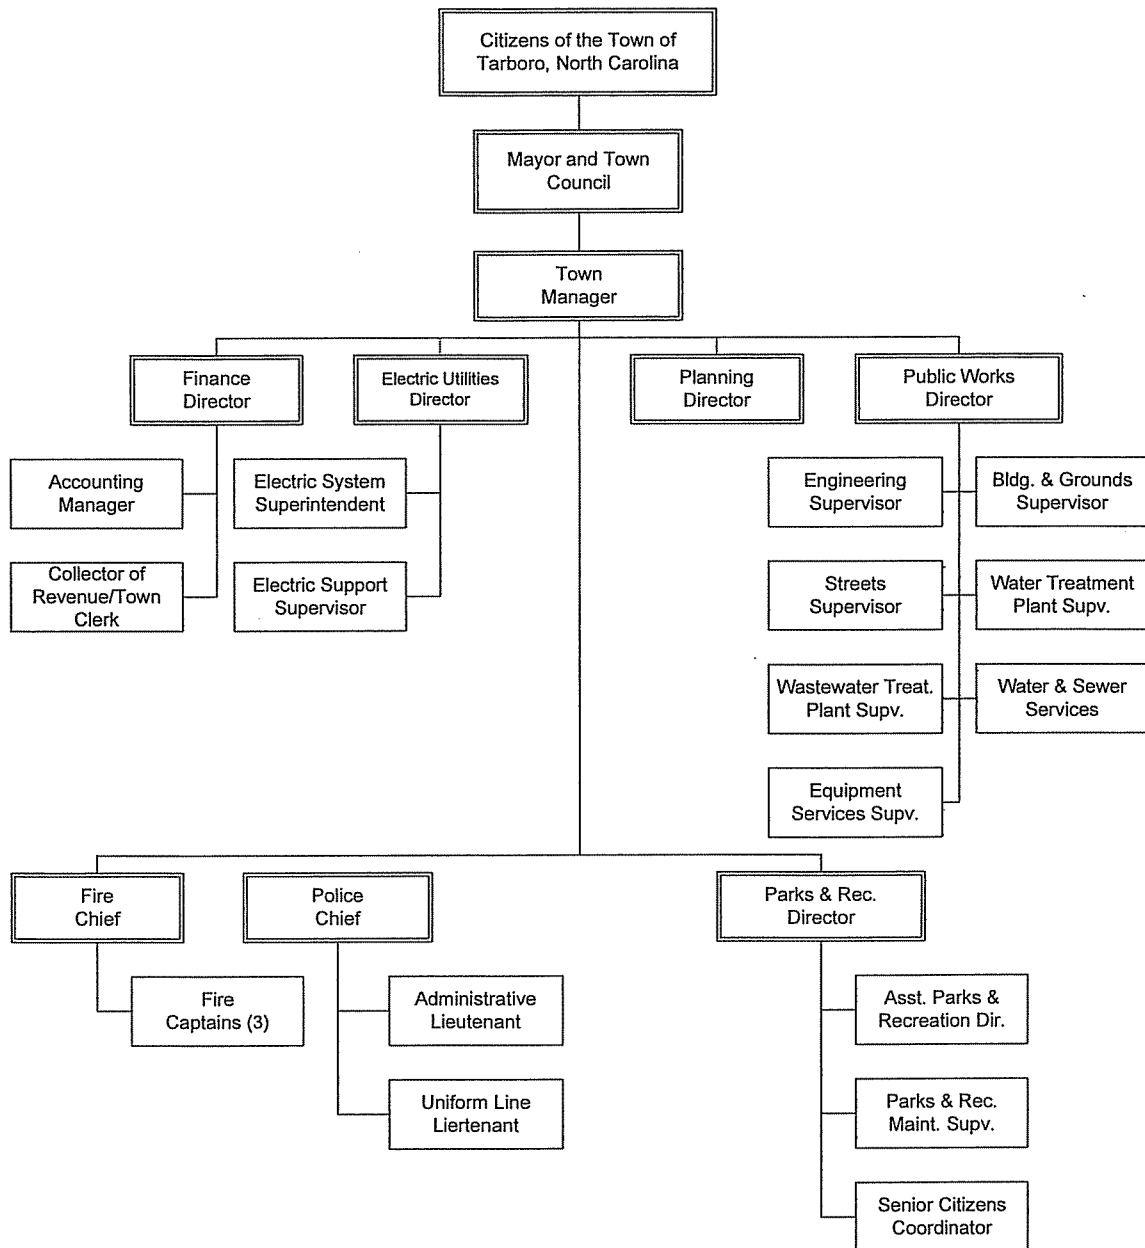 Citizens of the Town of
Tarboro, North Carolina
Mayor and Town
Council
Town
Manager
Finance
Director
Electric Utilities
Director
Planning
Director
Public Works
Director
Accounting
Manager
Electric System
Superintendent
Engineering
Supervisor
Bldg. & Grounds
Supervisor
Collector of
Revenue/Town
Clerk
Electric Support
Supervisor
Streets
Supervisor
Water Treatment
Plant Supv.
Wastewater Treat.
Plant Supv.
Water & Sewer
Services
Equipment
Services Supv.
Fire
Chief
Police
Chief
Parks & Rec.
Director
Fire
Captains (3)
Administrative
Lieutenant
Asst. Parks &
Recreation Dir.
Uniform Line
Liertenant
Parks & Rec.
Maint. Supv.
Senior Citizens
Coordinator